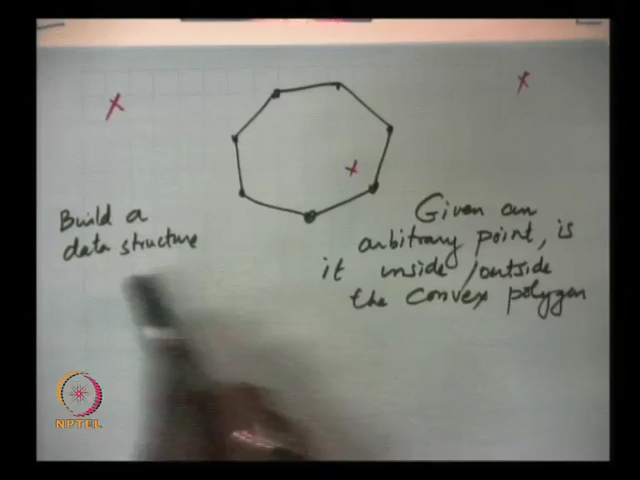 Build a
data structure
Given an
arbitrary point, is
it inside/outside
the convex polygon
NPTEL